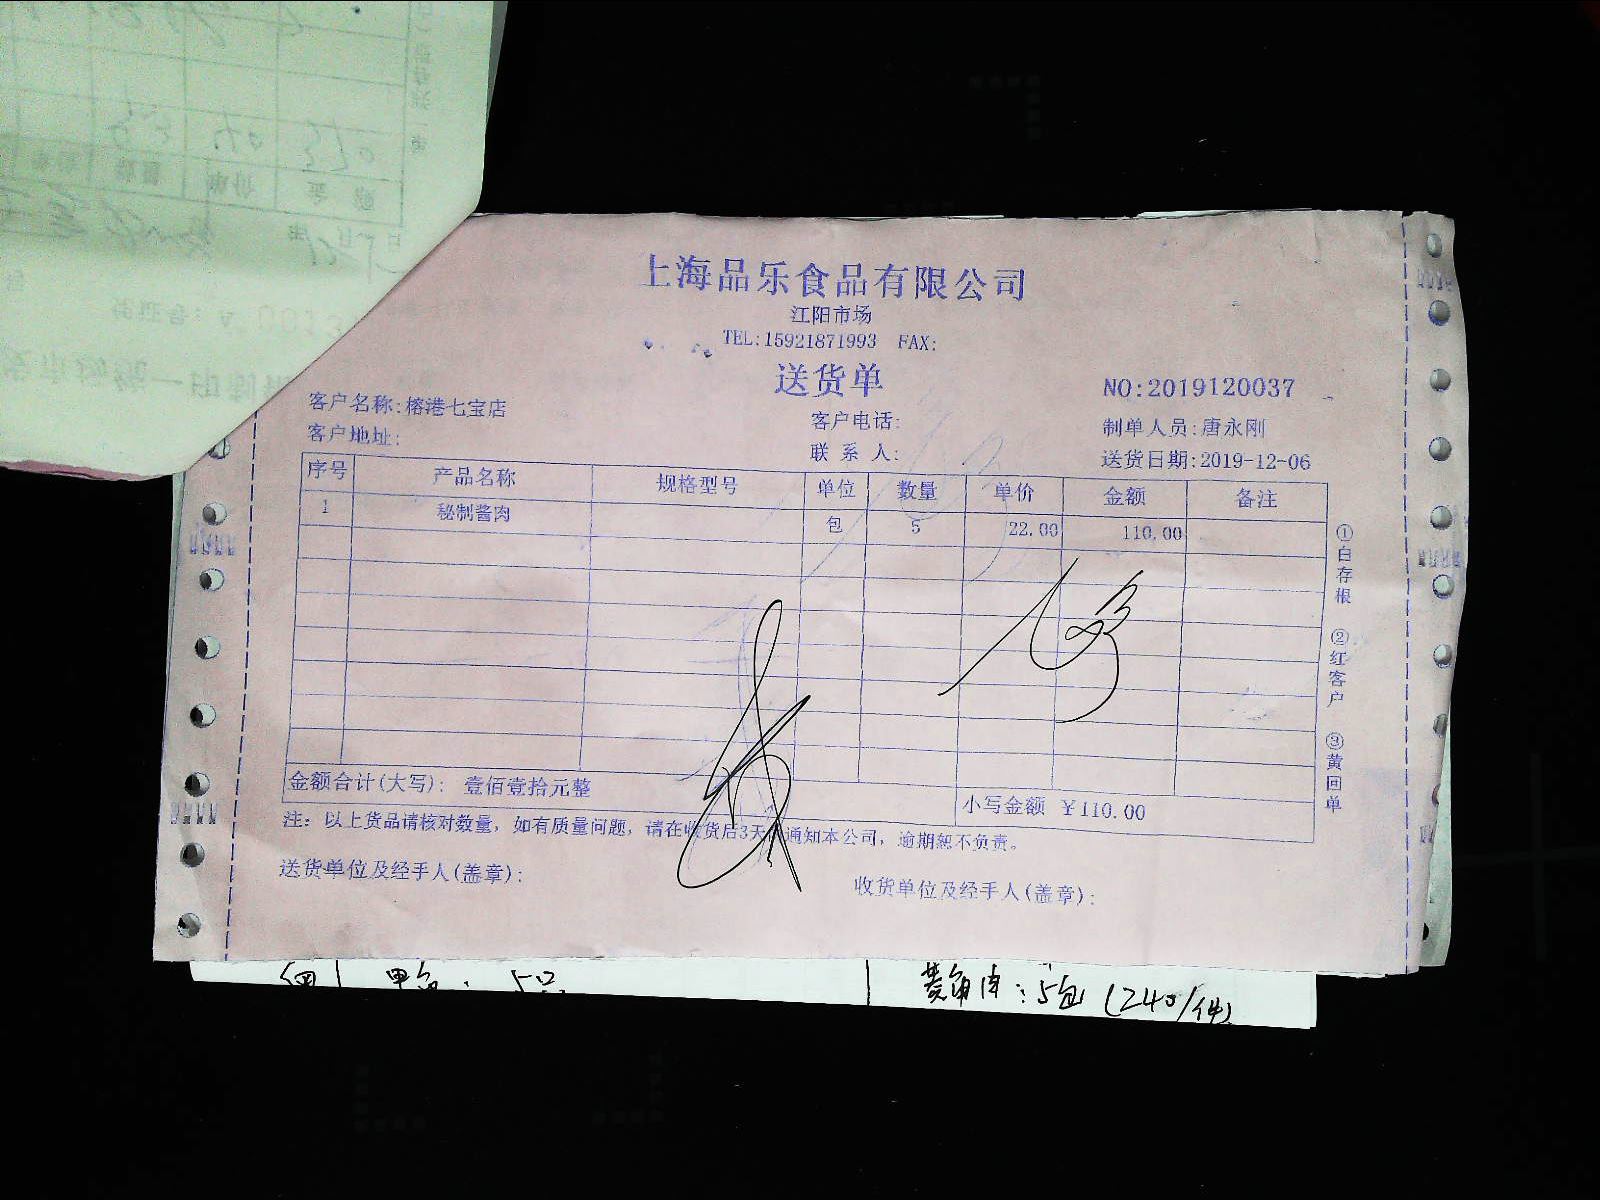 上海品乐食品有限公司
江阳市场
TEL:15921871993 FAX:
送货单
NO:2019120037
客户名称:榕港七宝店 客户电话: 制单人员:唐永刚
客户地址: 联系人: 送货日期:2019-12-06
序号 产品名称 规格型号 单位 数量 单价 金额 备注
1 秘制酱肉 包 5 22.00 110.00
①白存根 ②红客户 ③黄回单
金额合计(大写): 壹佰壹拾元整 小写金额 ¥110.00
注: 以上货品请核对数量, 如有质量问题, 请在收货后3天 通知本公司, 逾期恕不负责。
送货单位及经手人(盖章): 收货单位及经手人(盖章):
5只 菱角肉:5包